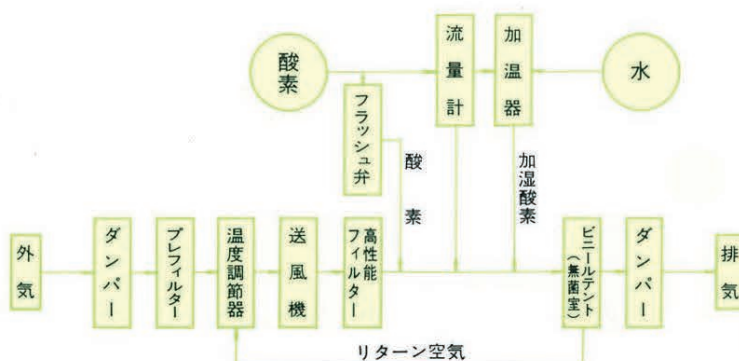 酸素
流量計
加温器
水
フラッシュ弁
酸素
加湿酸素
外気
ダンパー
プレフィルター
温度調節器
送風機
高性能フィルター
ビニールテント(無菌室)
ダンパー
排気
リターン空気